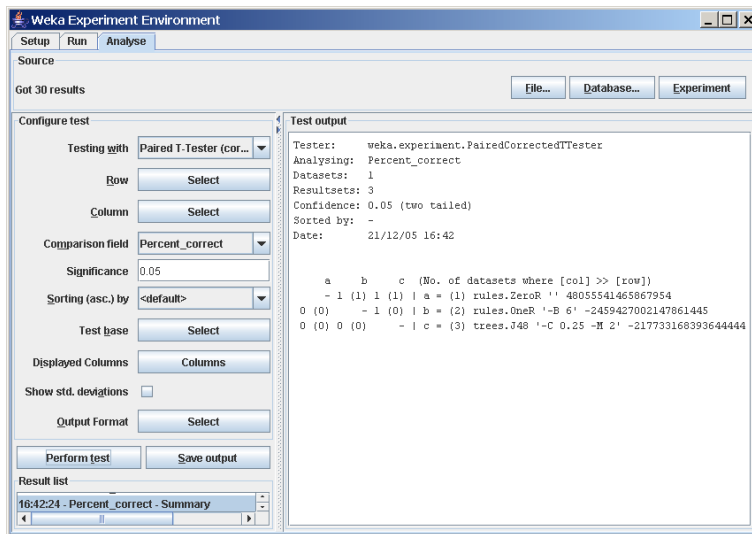 Weka Experiment Environment
Setup Run Analyse
Source
Got 30 results
File... Database... Experiment
Configure test
Testing with Paired T-Tester (cor...
Row Select
Column Select
Comparison field Percent_correct
Significance 0.05
Sorting (asc.) by <default>
Test base Select
Displayed Columns Columns
Show std. deviations
Output Format Select
Perform test Save output
Result list
16:42:24 - Percent_correct - Summary
Test output
Tester: weka.experiment.PairedCorrectedTTester
Analysing: Percent_correct
Datasets: 1
Resultsets: 3
Confidence: 0.05 (two tailed)
Sorted by: -
Date: 21/12/05 16:42
a b c (No. of datasets where [col] >> [row])
- 1 (1) 1 (1) | a = (1) rules.ZeroR '' 48055541465867954
0 (0) - 1 (0) | b = (2) rules.OneR '-B 6' -2459427002147861445
0 (0) 0 (0) - | c = (3) trees.J48 '-C 0.25 -M 2' -217733168393644444